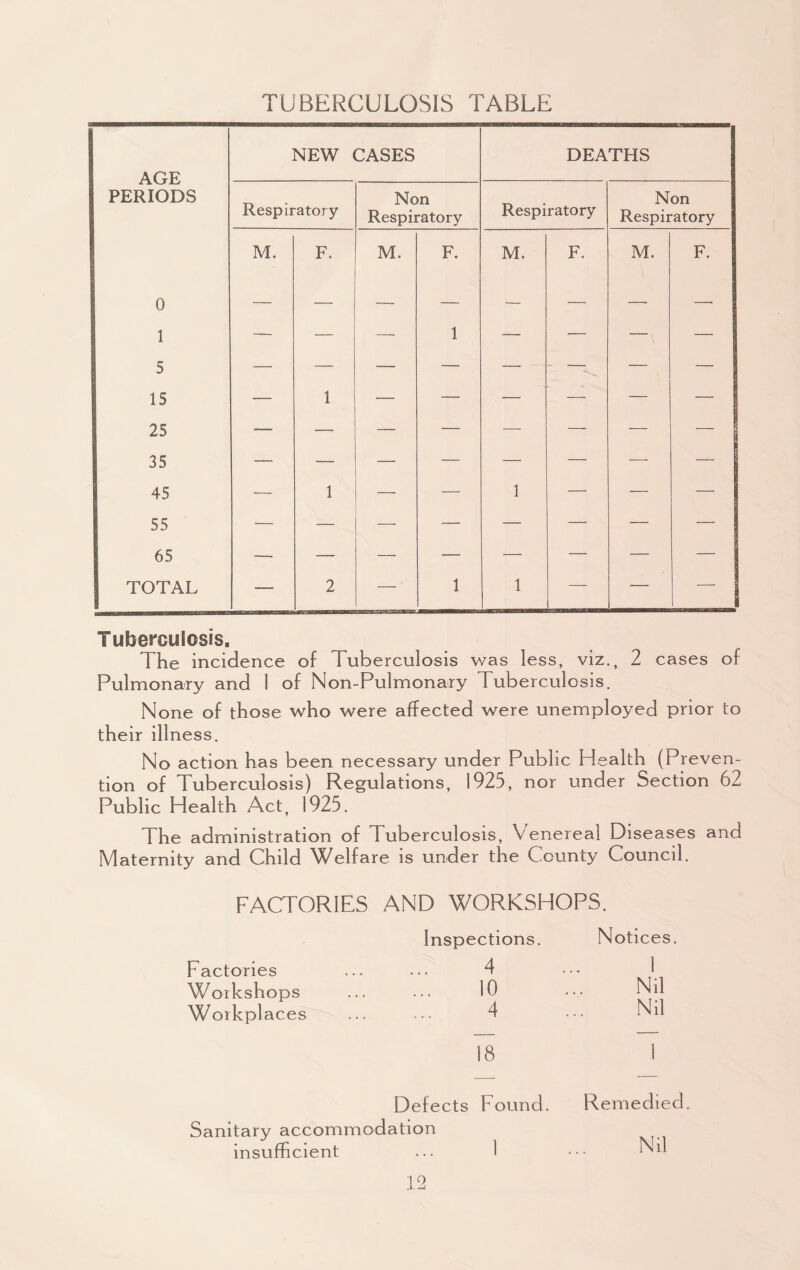 TUBERCULOSIS TABLE
AGE PERIODS | NEW CASES | DEATHS
Respiratory | Non Respiratory | Respiratory | Non Respiratory
M. | F. | M. | F. | M. | F. | M. | F.
0 — — — — — — — —
1 — — — 1 — — — —
5 — — — — — — — —
15 — 1 — — — — — —
25 — — — — — — — —
35 — — — — — — — —
45 — 1 — — 1 — — —
55 — — — — — — — —
65 — — — — — — — —
TOTAL — 2 — 1 1 — — —
Tuberculosis.
The incidence of Tuberculosis was less, viz., 2 cases of
Pulmonary and 1 of Non-Pulmonary Tuberculosis.
None of those who were affected were unemployed prior to
their illness.
No action has been necessary under Public Health (Preven-
tion of Tuberculosis) Regulations, 1925, nor under Section 62
Public Health Act, 1925.
The administration of Tuberculosis, Venereal Diseases and
Maternity and Child Welfare is under the County Council.
FACTORIES AND WORKSHOPS.
Inspections. Notices.
Factories ... ... 4 ... 1
Workshops ... ... 10 ... Nil
Workplaces ... ... 4 ... Nil
18 1
Defects Found. Remedied.
Sanitary accommodation
insufficient ... 1 ... Nil
12